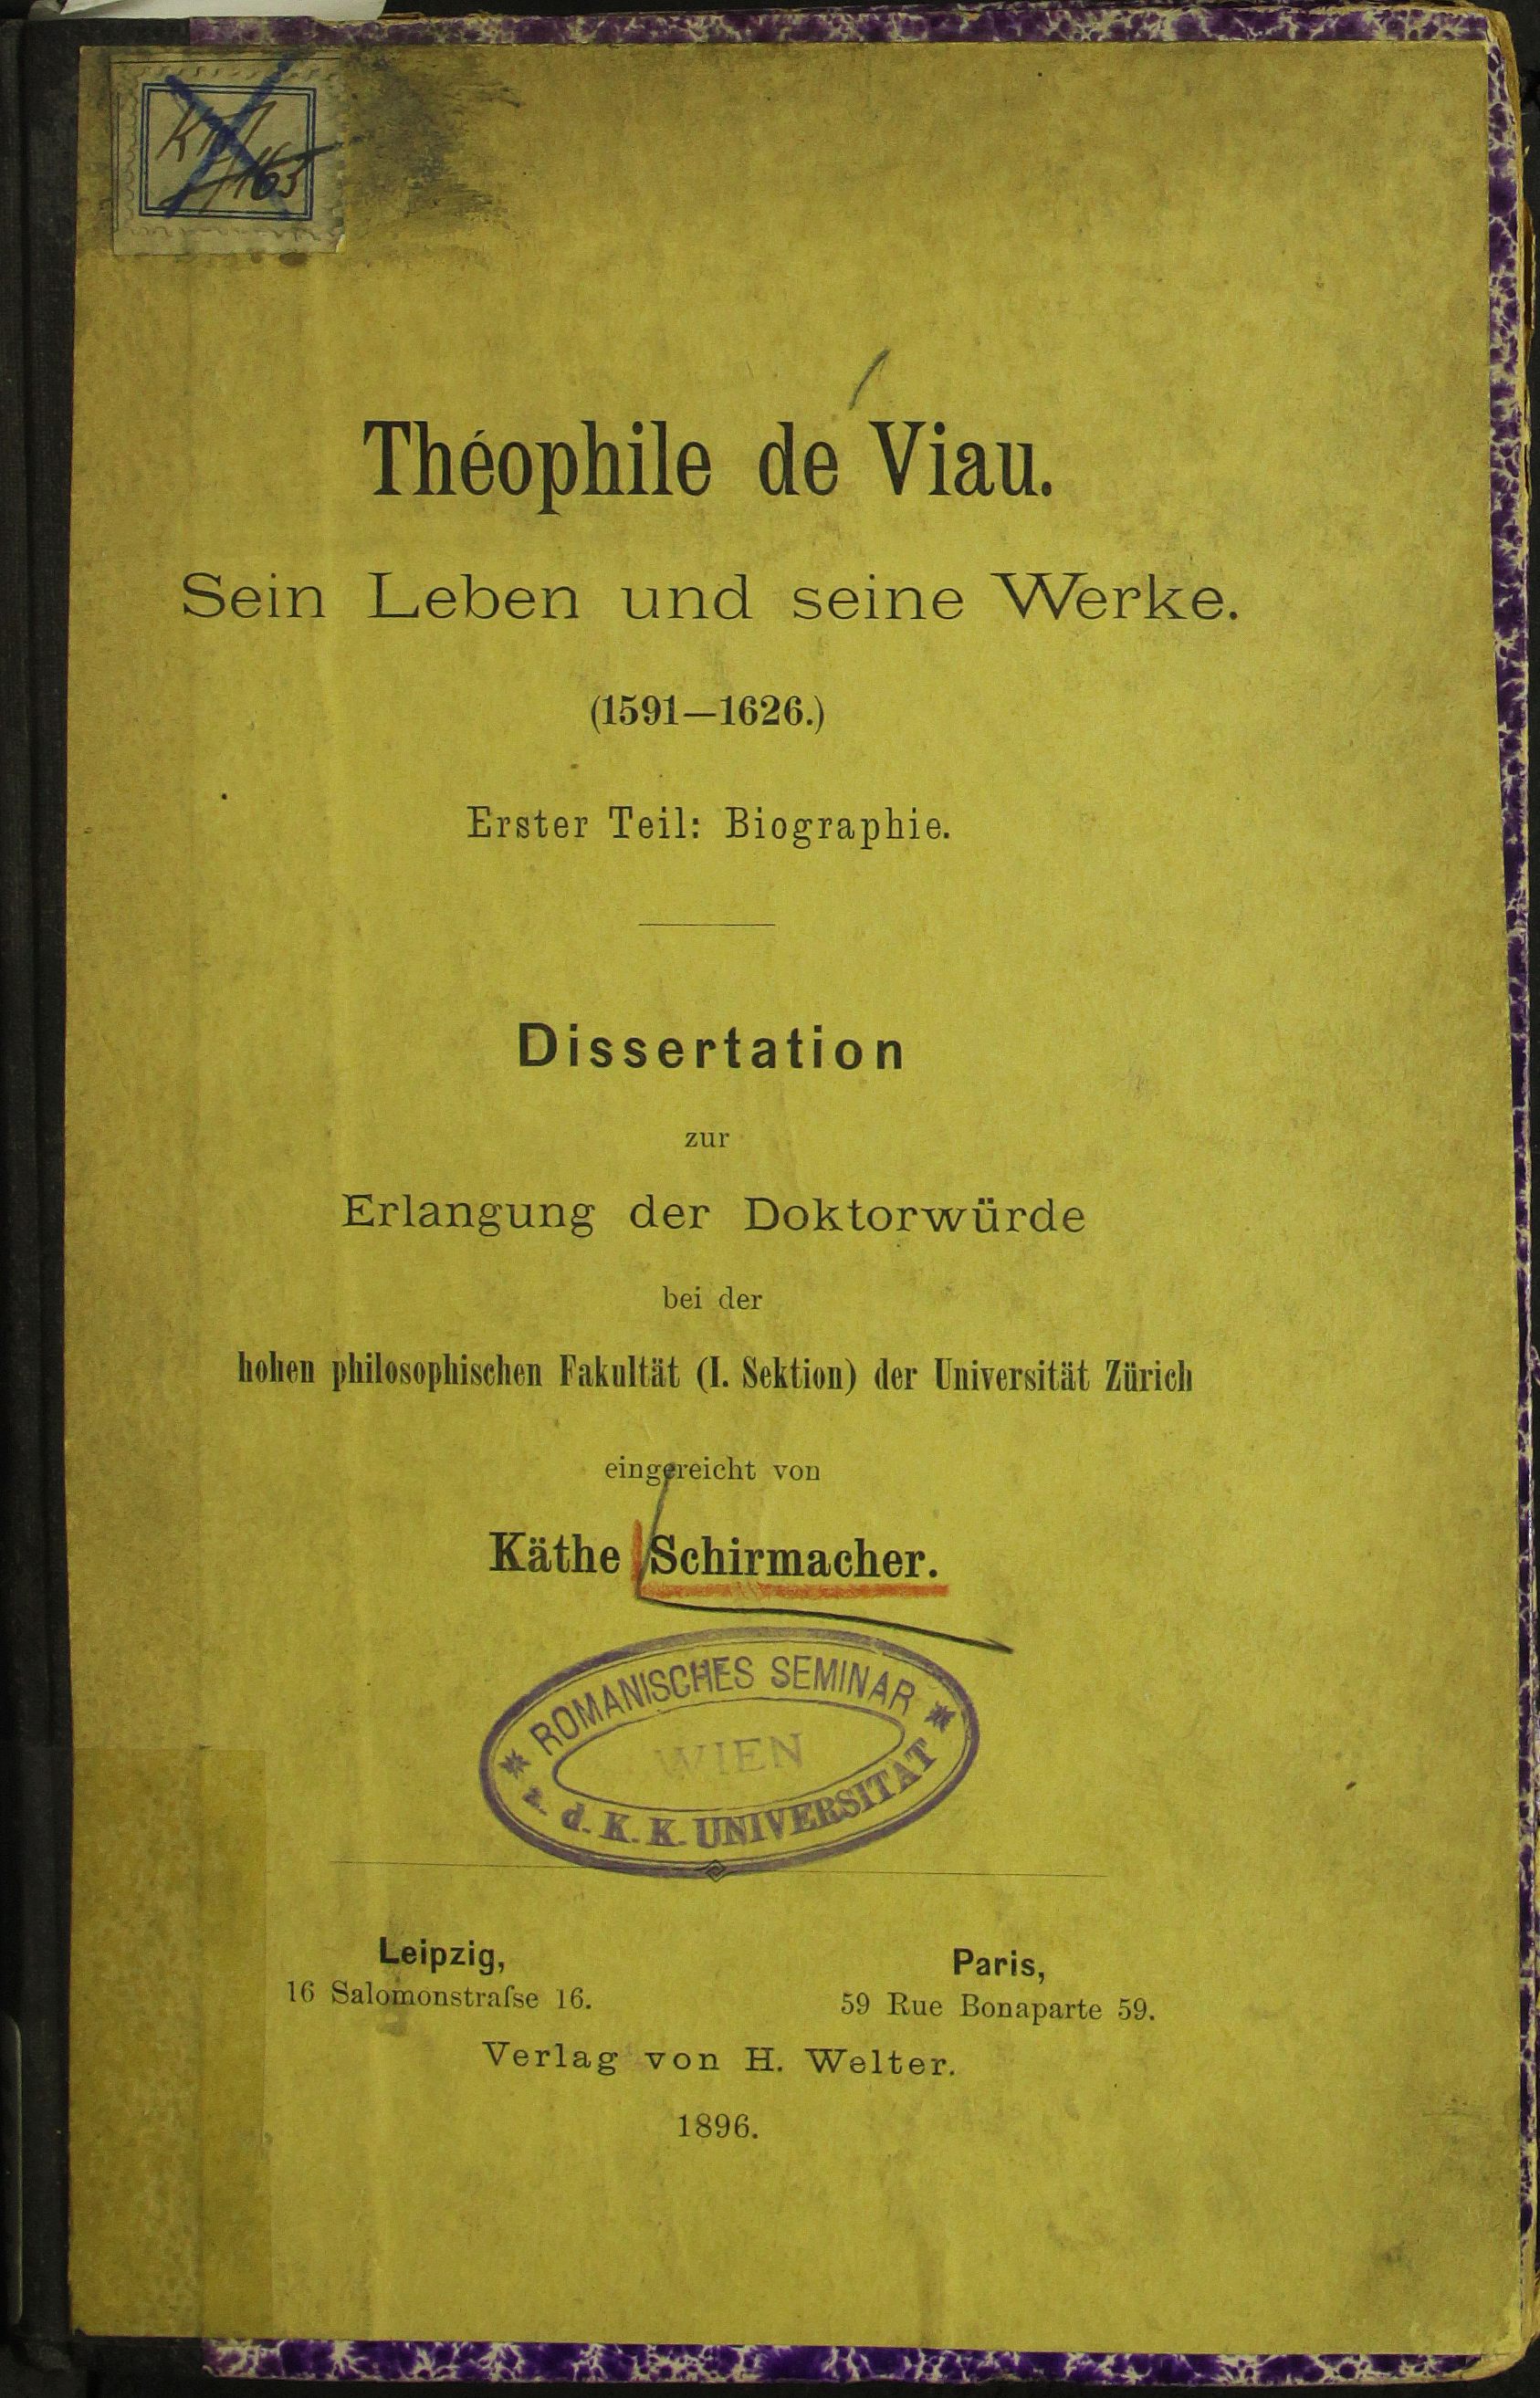 165
Théophile de Viau.
Sein Leben und seine Werke.
(1591—1626.)
Erster Teil: Biographie.
Dissertation
zur
Erlangung der Doktorwürde
bei der
hohen philosophischen Fakultät (I. Sektion) der Universität Zürich
eingereicht von
Käthe Schirmacher.
* ROMANISCHES SEMINAR *
WIEN
a. d. K. K. UNIVERSITÄT
Leipzig,
16 Salomonstraſse 16.
Paris,
59 Rue Bonaparte 59.
Verlag von H. Welter.
1896.